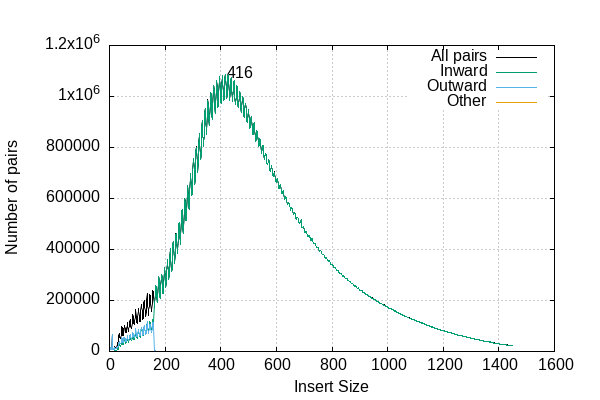 1.2x10^6
1x10^6
800000
600000
400000
200000
0
Number of pairs
416
All pairs
Inward
Outward
Other
0 200 400 600 800 1000 1200 1400 1600
Insert Size